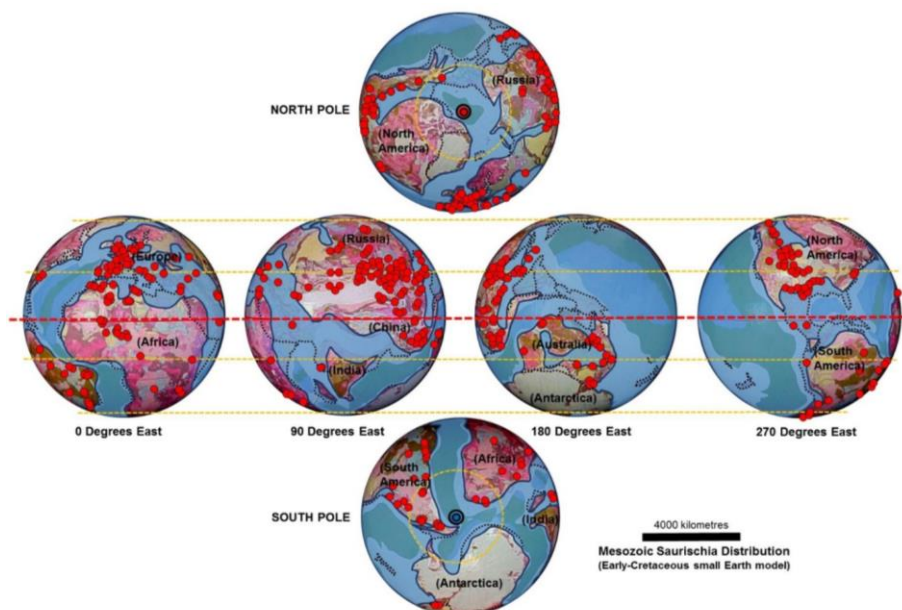 (Russia)
NORTH POLE
(North
America)
(Europe)
(Africa)
(Russia)
(China)
(India)
(Australia)
(Antarctica)
(North
America)
(South
America)
0 Degrees East
90 Degrees East
180 Degrees East
270 Degrees East
(South
America)
(Africa)
SOUTH POLE
(India)
(Antarctica)
4000 kilometres
Mesozoic Saurischia Distribution
(Early-Cretaceous small Earth model)